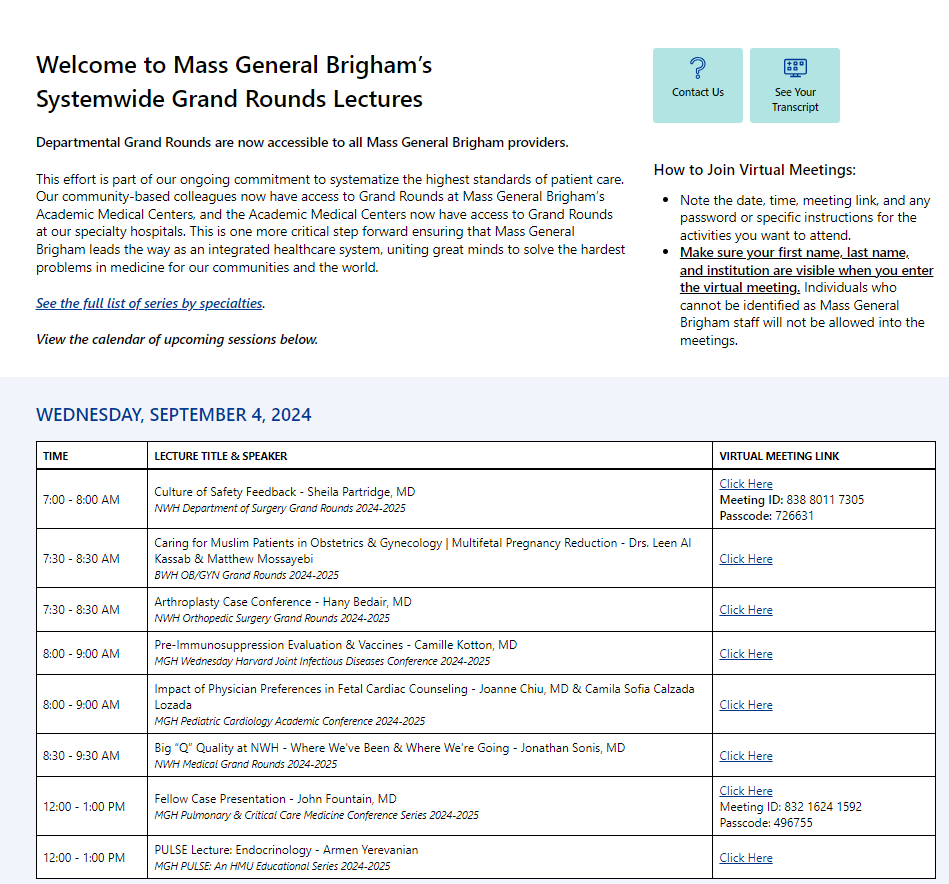 Welcome to Mass General Brigham’s
Systemwide Grand Rounds Lectures
Contact Us
See Your
Transcript
Departmental Grand Rounds are now accessible to all Mass General Brigham providers.
This effort is part of our ongoing commitment to systematize the highest standards of patient care.
Our community-based colleagues now have access to Grand Rounds at Mass General Brigham’s
Academic Medical Centers, and the Academic Medical Centers now have access to Grand Rounds
at our specialty hospitals. This is one more critical step forward ensuring that Mass General
Brigham leads the way as an integrated healthcare system, uniting great minds to solve the hardest
problems in medicine for our communities and the world.
See the full list of series by specialties.
View the calendar of upcoming sessions below.
How to Join Virtual Meetings:
• Note the date, time, meeting link, and any
password or specific instructions for the
activities you want to attend.
• Make sure your first name, last name,
and institution are visible when you enter
the virtual meeting. Individuals who
cannot be identified as Mass General
Brigham staff will not be allowed into the
meetings.
WEDNESDAY, SEPTEMBER 4, 2024
TIME LECTURE TITLE & SPEAKER VIRTUAL MEETING LINK
7:00 - 8:00 AM
Culture of Safety Feedback - Sheila Partridge, MD
NWH Department of Surgery Grand Rounds 2024-2025
Click Here
Meeting ID: 838 8011 7305
Passcode: 726631
7:30 - 8:30 AM
Caring for Muslim Patients in Obstetrics & Gynecology | Multifetal Pregnancy Reduction - Drs. Leen Al
Kassab & Matthew Mossayebi
BWH OB/GYN Grand Rounds 2024-2025
Click Here
7:30 - 8:30 AM
Arthroplasty Case Conference - Hany Bedair, MD
NWH Orthopedic Surgery Grand Rounds 2024-2025
Click Here
8:00 - 9:00 AM
Pre-Immunosuppression Evaluation & Vaccines - Camille Kotton, MD
MGH Wednesday Harvard Joint Infectious Diseases Conference 2024-2025
Click Here
8:00 - 9:00 AM
Impact of Physician Preferences in Fetal Cardiac Counseling - Joanne Chiu, MD & Camila Sofia Calzada
Lozada
MGH Pediatric Cardiology Academic Conference 2024-2025
Click Here
8:30 - 9:30 AM
Big “Q” Quality at NWH - Where We've Been & Where We're Going - Jonathan Sonis, MD
NWH Medical Grand Rounds 2024-2025
Click Here
12:00 - 1:00 PM
Fellow Case Presentation - John Fountain, MD
MGH Pulmonary & Critical Care Medicine Conference Series 2024-2025
Click Here
Meeting ID: 832 1624 1592
Passcode: 496755
12:00 - 1:00 PM
PULSE Lecture: Endocrinology - Armen Yerevanian
MGH PULSE: An HMU Educational Series 2024-2025
Click Here